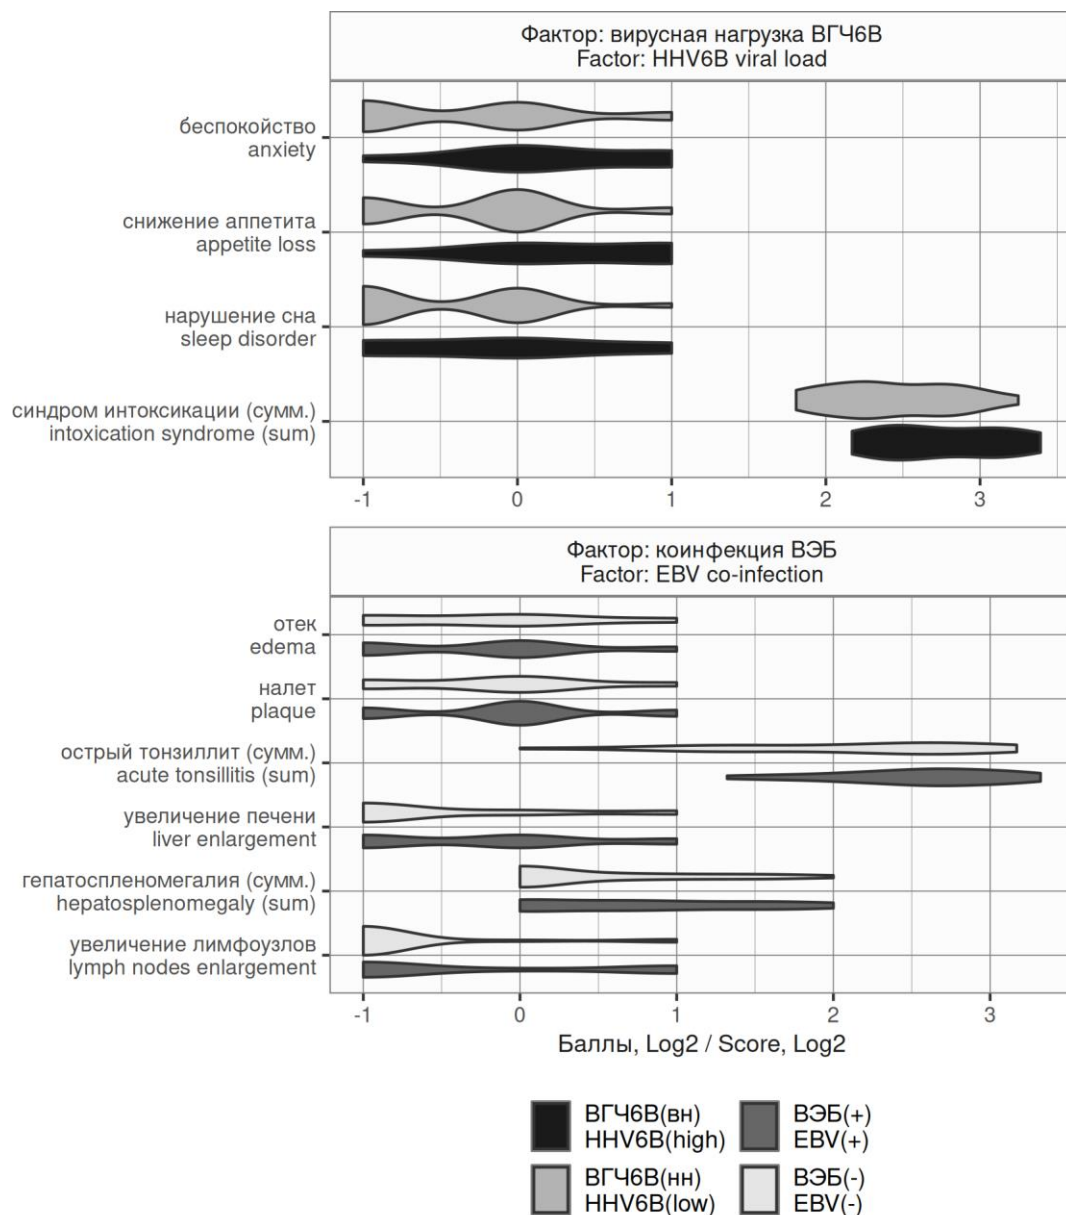 Фактор: вирусная нагрузка ВГЧ6В
Factor: HHV6B viral load
беспокойство
anxiety
снижение аппетита
appetite loss
нарушение сна
sleep disorder
синдром интоксикации (сумм.)
intoxication syndrome (sum)
-1 0 1 2 3
Фактор: коинфекция ВЭБ
Factor: EBV co-infection
отек
edema
налет
plaque
острый тонзиллит (сумм.)
acute tonsillitis (sum)
увеличение печени
liver enlargement
гепатоспленомегалия (сумм.)
hepatosplenomegaly (sum)
увеличение лимфоузлов
lymph nodes enlargement
-1 0 1 2 3
Баллы, Log2 / Score, Log2
ВГЧ6В(вн)
HHV6B(high)
ВЭБ(+)
EBV(+)
ВГЧ6В(нн)
HHV6B(low)
ВЭБ(-)
EBV(-)